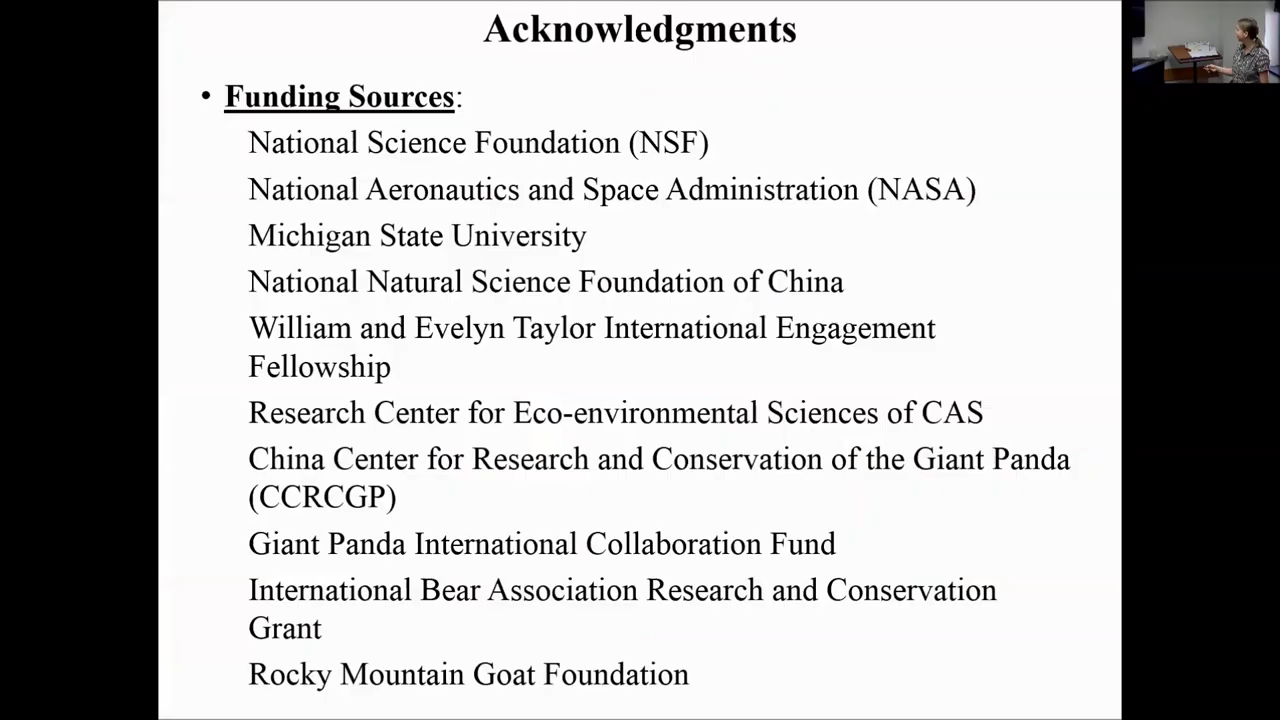 Acknowledgments
• Funding Sources:
National Science Foundation (NSF)
National Aeronautics and Space Administration (NASA)
Michigan State University
National Natural Science Foundation of China
William and Evelyn Taylor International Engagement
Fellowship
Research Center for Eco-environmental Sciences of CAS
China Center for Research and Conservation of the Giant Panda
(CCRCGP)
Giant Panda International Collaboration Fund
International Bear Association Research and Conservation
Grant
Rocky Mountain Goat Foundation